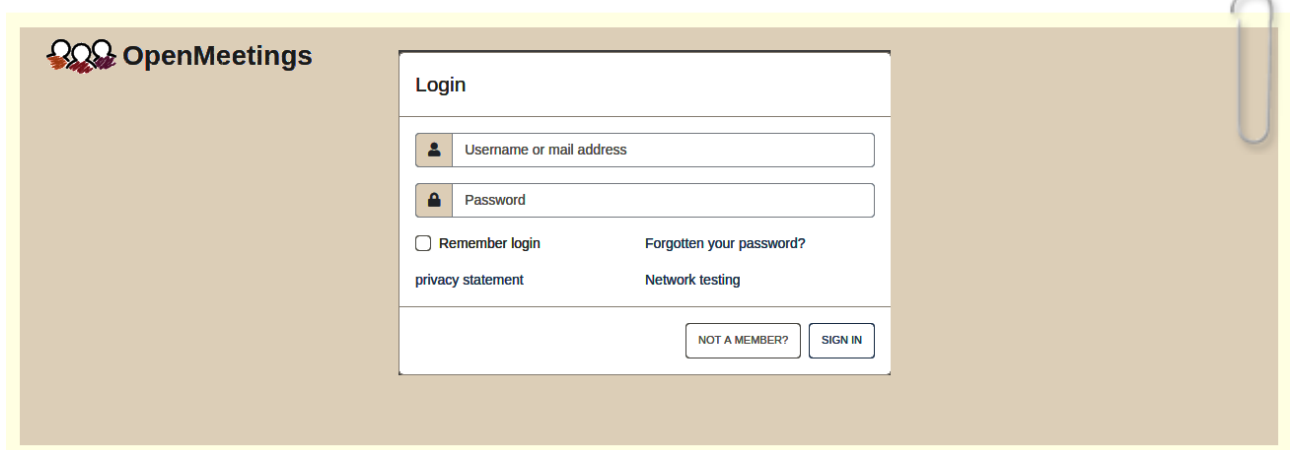 OpenMeetings
Login
Username or mail address
Password
Remember login
Forgotten your password?
privacy statement
Network testing
NOT A MEMBER?
SIGN IN